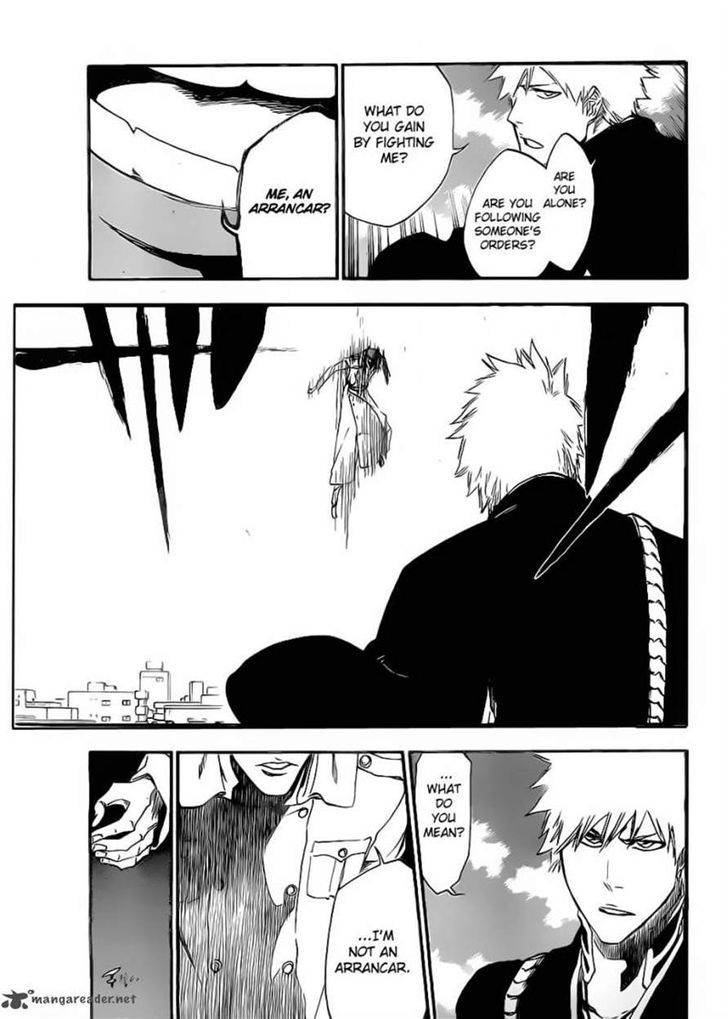 WHAT DO
YOU GAIN
BY FIGHTING
ME?
ARE
YOU
ALONE?
ARE YOU
FOLLOWING
SOMEONE'S
ORDERS?
ME, AN
ARRANCAR?
...
WHAT
DO
YOU
MEAN?
...I'M
NOT AN
ARRANCAR.
mangareader.net